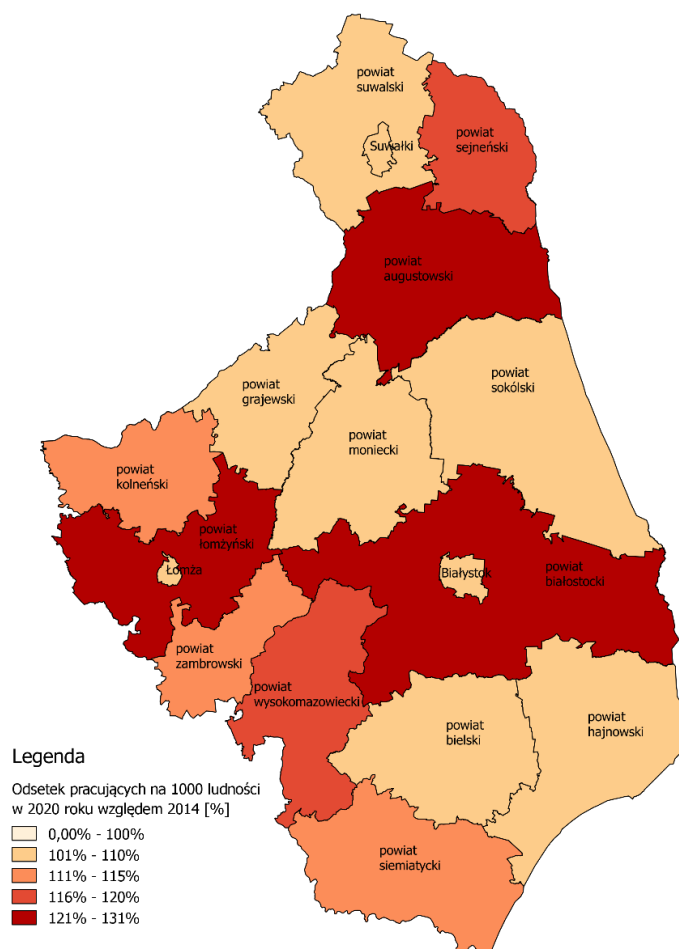 powiat
suwalski
Suwałki
powiat
sejneński
powiat
augustowski
powiat
sokólski
powiat
grajewski
powiat
moniecki
powiat
kolneński
powiat
łomżyński
Łomża
Białystok
powiat
białostocki
powiat
zambrowski
powiat
wysokomazowiecki
powiat
bielski
powiat
hajnowski
powiat
siemiatycki
Legenda
Odsetek pracujących na 1000 ludności
w 2020 roku względem 2014 [%]
0,00% - 100%
101% - 110%
111% - 115%
116% - 120%
121% - 131%